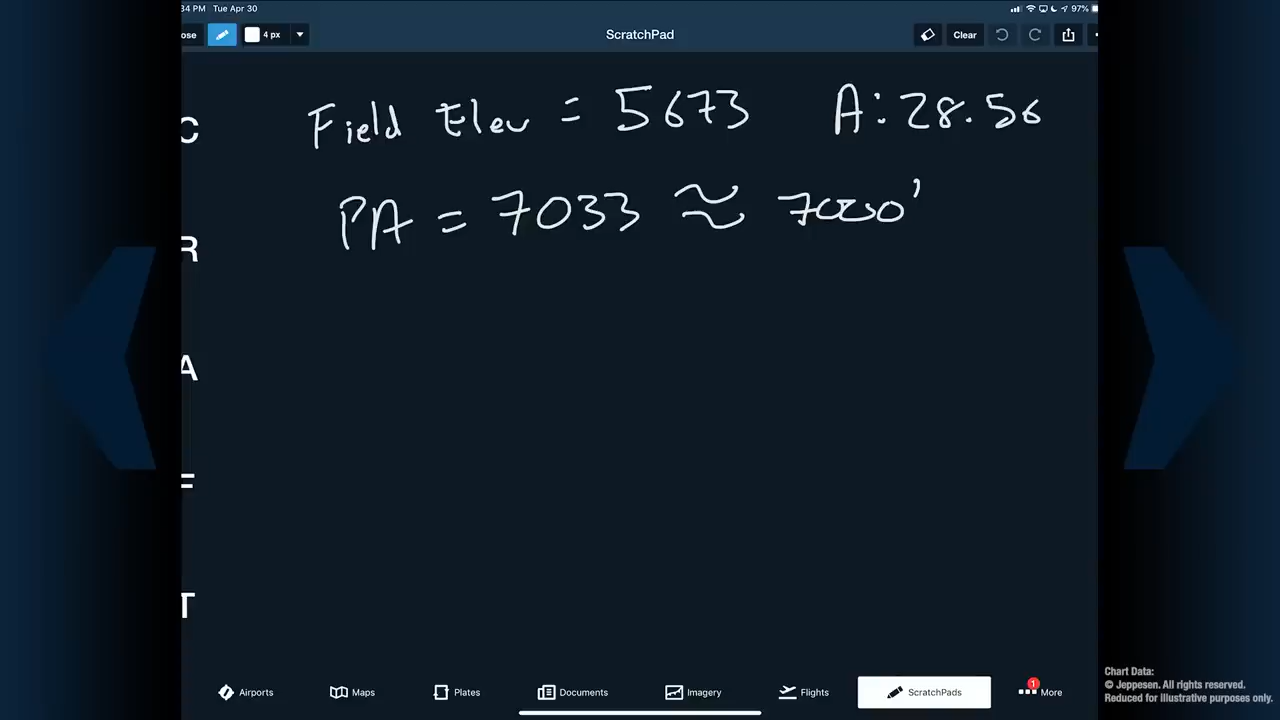 34 PM Tue Apr 30 97%
ose 4 px ScratchPad Clear
Field Elev = 5673 A: 28.56
C
PA = 7033 ≈ 7000'
R
A
F
T
Airports Maps Plates Documents Imagery Flights ScratchPads 1 More
Chart Data:
© Jeppesen. All rights reserved.
Reduced for illustrative purposes only.